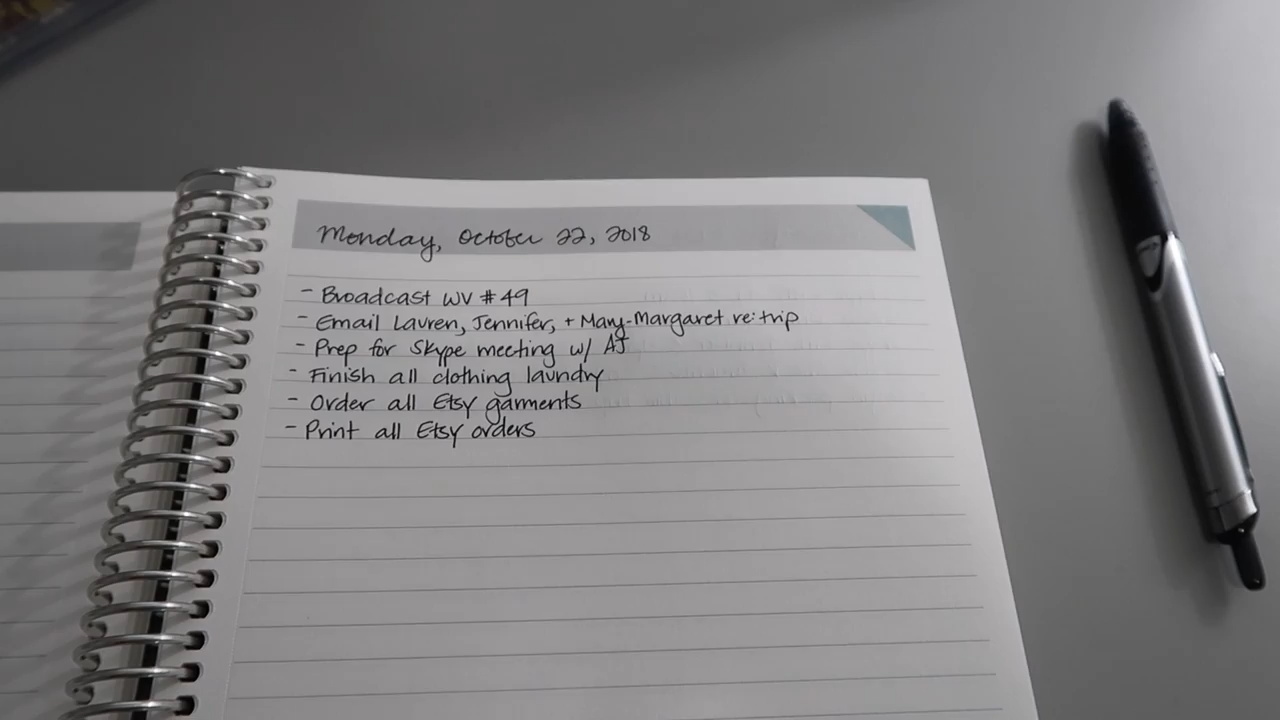 Monday, October 22, 2018
- Broadcast WV #49
- Email Lauren, Jennifer, + Mary-Margaret re: trip
- Prep for Skype meeting w/ AJ
- Finish all clothing laundry
- Order all Etsy garments
- Print all Etsy orders